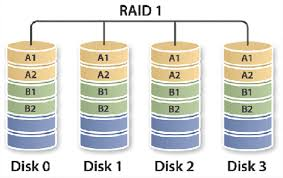 RAID 1
A1 A1 A1 A1
A2 A2 A2 A2
B1 B1 B1 B1
B2 B2 B2 B2
Disk 0 Disk 1 Disk 2 Disk 3